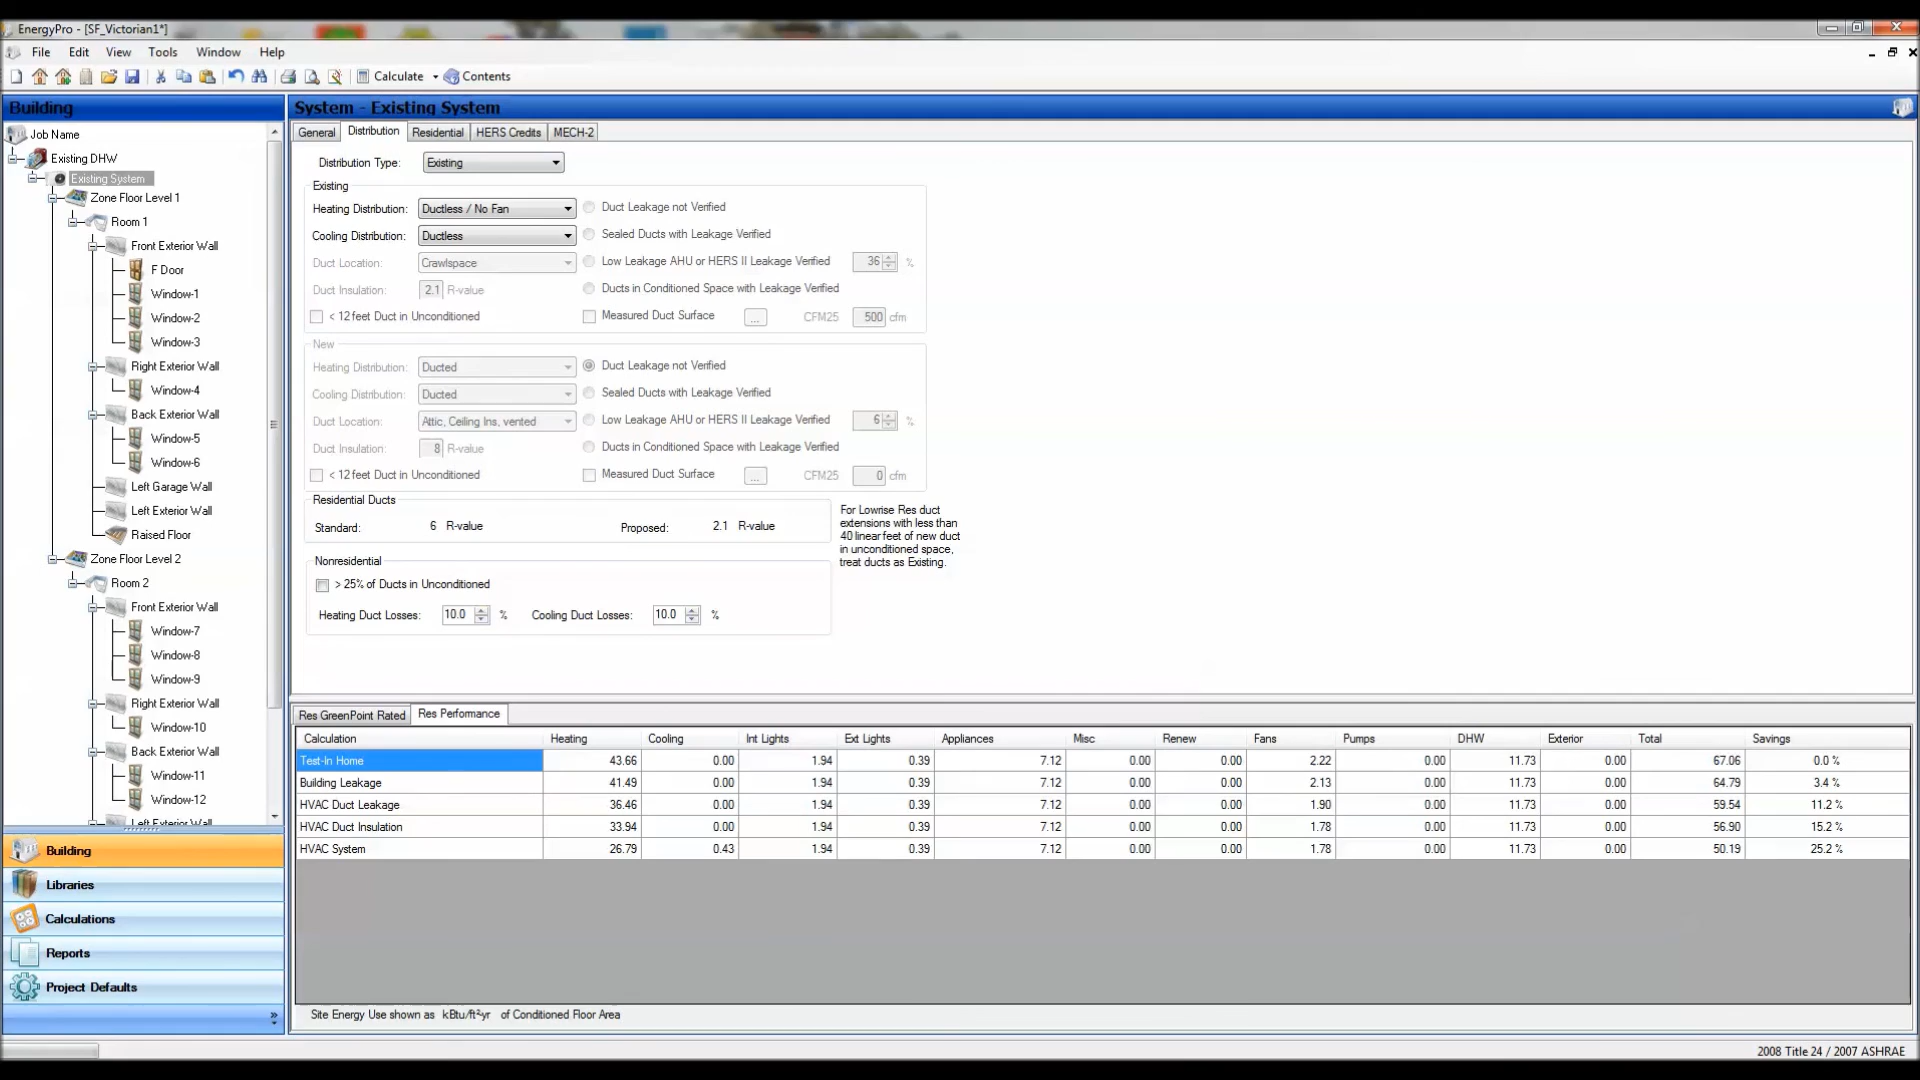 EnergyPro - [SF_Victorian1*]
File Edit View Tools Window Help
Calculate Contents
Building
Job Name
Existing DHW
Existing System
Zone Floor Level 1
Room 1
Front Exterior Wall
F Door
Window-1
Window-2
Window-3
Right Exterior Wall
Window-4
Back Exterior Wall
Window-5
Window-6
Left Garage Wall
Left Exterior Wall
Raised Floor
Zone Floor Level 2
Room 2
Front Exterior Wall
Window-7
Window-8
Window-9
Right Exterior Wall
Window-10
Back Exterior Wall
Window-11
Window-12
Left Exterior Wall
Building
Libraries
Calculations
Reports
Project Defaults
System - Existing System
General Distribution Residential HERS Credits MECH-2
Distribution Type: Existing
Existing
Heating Distribution: Ductless / No Fan Duct Leakage not Verified
Cooling Distribution: Ductless Sealed Ducts with Leakage Verified
Duct Location: Crawlspace Low Leakage AHU or HERS II Leakage Verified 36 %
Duct Insulation: 2.1 R-value Ducts in Conditioned Space with Leakage Verified
< 12 feet Duct in Unconditioned Measured Duct Surface ... CFM25 500 cfm
New
Heating Distribution: Ducted Duct Leakage not Verified
Cooling Distribution: Ducted Sealed Ducts with Leakage Verified
Duct Location: Attic, Ceiling Ins, vented Low Leakage AHU or HERS II Leakage Verified 6 %
Duct Insulation: 8 R-value Ducts in Conditioned Space with Leakage Verified
< 12 feet Duct in Unconditioned Measured Duct Surface ... CFM25 0 cfm
Residential Ducts
Standard: 6 R-value Proposed: 2.1 R-value
For Lowrise Res duct
extensions with less than
40 linear feet of new duct
in unconditioned space,
treat ducts as Existing.
Nonresidential
> 25% of Ducts in Unconditioned
Heating Duct Losses: 10.0 % Cooling Duct Losses: 10.0 %
Res GreenPoint Rated Res Performance
Calculation Heating Cooling Int Lights Ext Lights Appliances Misc Renew Fans Pumps DHW Exterior Total Savings
Test-In Home 43.66 0.00 1.94 0.39 7.12 0.00 0.00 2.22 0.00 11.73 0.00 67.06 0.0 %
Building Leakage 41.49 0.00 1.94 0.39 7.12 0.00 0.00 2.13 0.00 11.73 0.00 64.79 3.4 %
HVAC Duct Leakage 36.46 0.00 1.94 0.39 7.12 0.00 0.00 1.90 0.00 11.73 0.00 59.54 11.2 %
HVAC Duct Insulation 33.94 0.00 1.94 0.39 7.12 0.00 0.00 1.78 0.00 11.73 0.00 56.90 15.2 %
HVAC System 26.79 0.43 1.94 0.39 7.12 0.00 0.00 1.78 0.00 11.73 0.00 50.19 25.2 %
Site Energy Use shown as kBtu/ft²-yr of Conditioned Floor Area
2008 Title 24 / 2007 ASHRAE